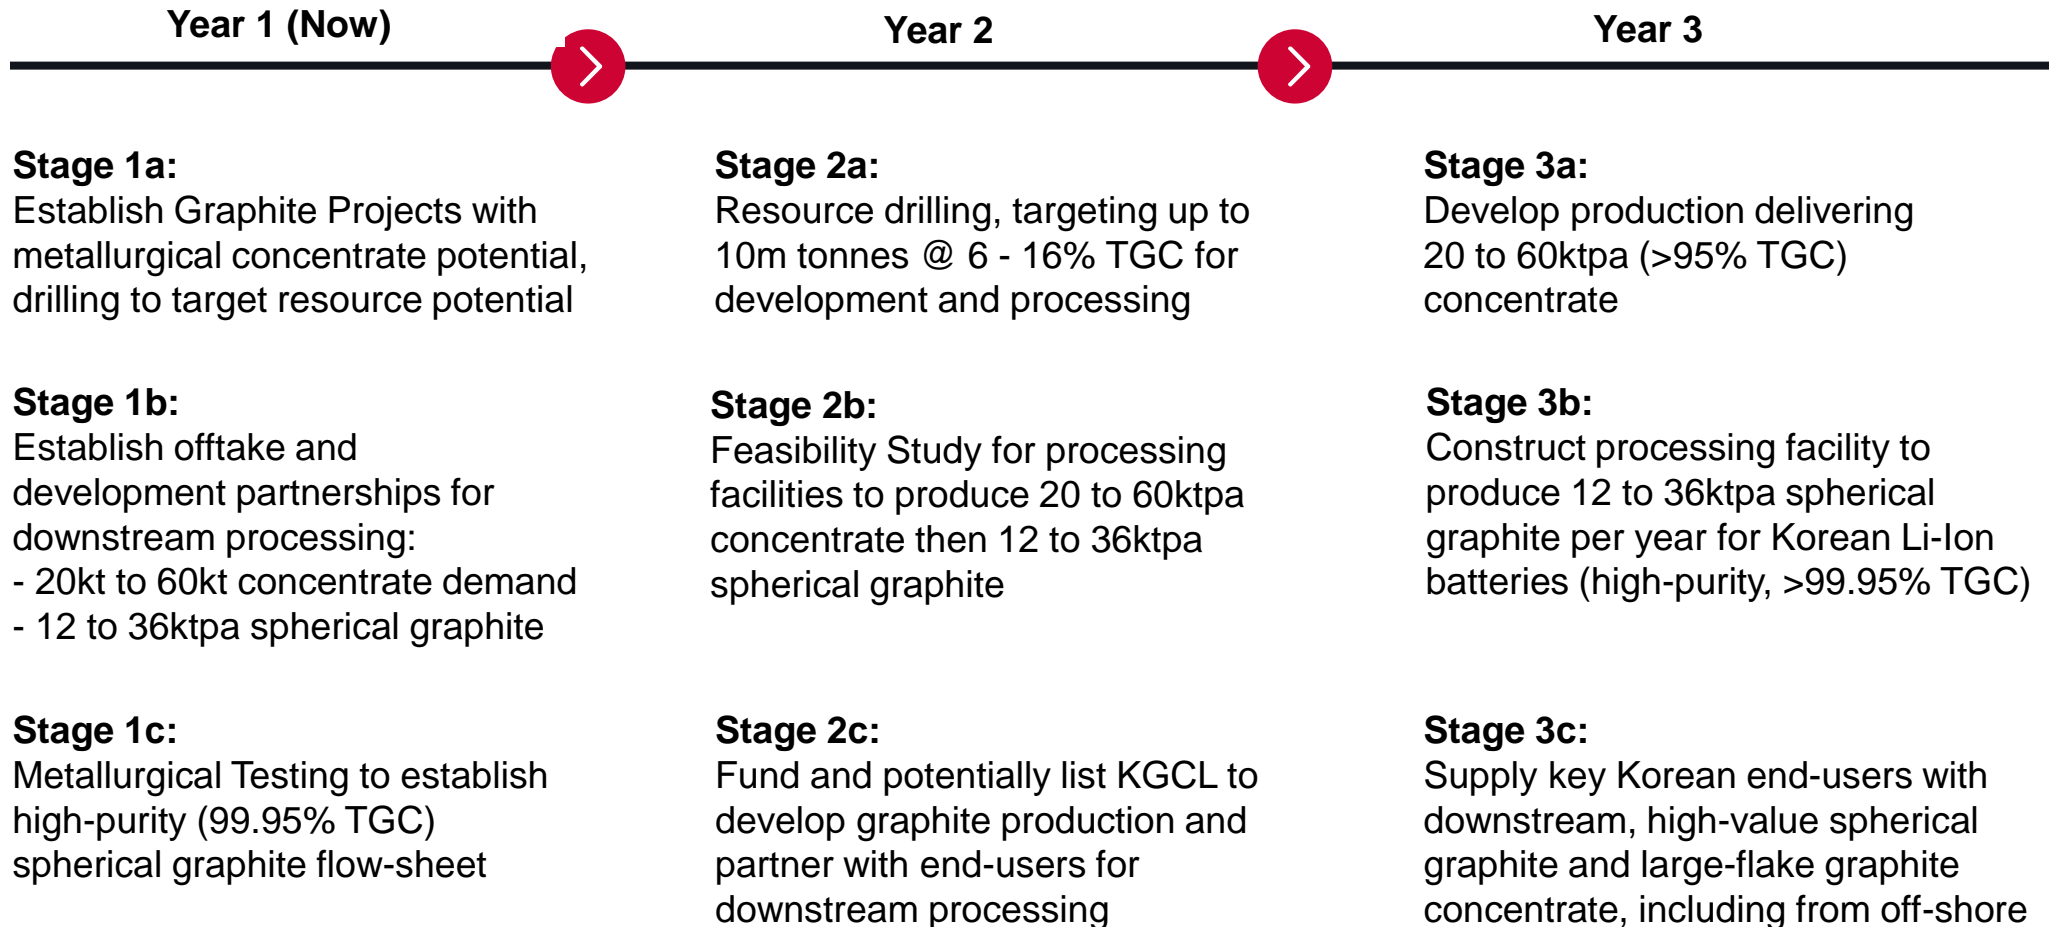 Year 1 (Now)
Year 2
Year 3
Stage 1a:
Establish Graphite Projects with
metallurgical concentrate potential,
drilling to target resource potential
Stage 2a:
Resource drilling, targeting up to
10m tonnes @ 6 - 16% TGC for
development and processing
Stage 3a:
Develop production delivering
20 to 60ktpa (>95% TGC)
concentrate
Stage 1b:
Establish offtake and
development partnerships for
downstream processing:
- 20kt to 60kt concentrate demand
- 12 to 36ktpa spherical graphite
Stage 2b:
Feasibility Study for processing
facilities to produce 20 to 60ktpa
concentrate then 12 to 36ktpa
spherical graphite
Stage 3b:
Construct processing facility to
produce 12 to 36ktpa spherical
graphite per year for Korean Li-Ion
batteries (high-purity, >99.95% TGC)
Stage 1c:
Metallurgical Testing to establish
high-purity (99.95% TGC)
spherical graphite flow-sheet
Stage 2c:
Fund and potentially list KGCL to
develop graphite production and
partner with end-users for
downstream processing
Stage 3c:
Supply key Korean end-users with
downstream, high-value spherical
graphite and large-flake graphite
concentrate, including from off-shore